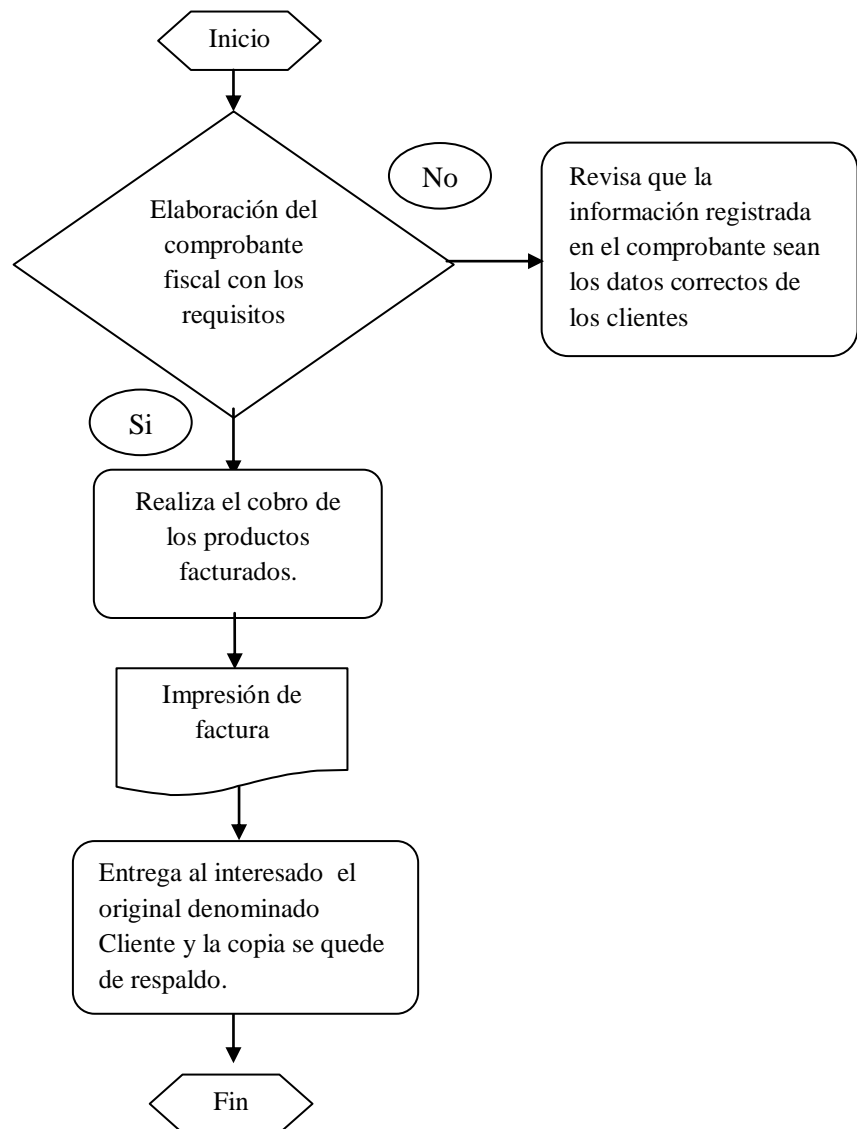 Inicio
Elaboración del
comprobante
fiscal con los
requisitos
No
Revisa que la
información registrada
en el comprobante sean
los datos correctos de
los clientes
Si
Realiza el cobro de
los productos
facturados.
Impresión de
factura
Entrega al interesado  el
original denominado
Cliente y la copia se quede
de respaldo.
Fin